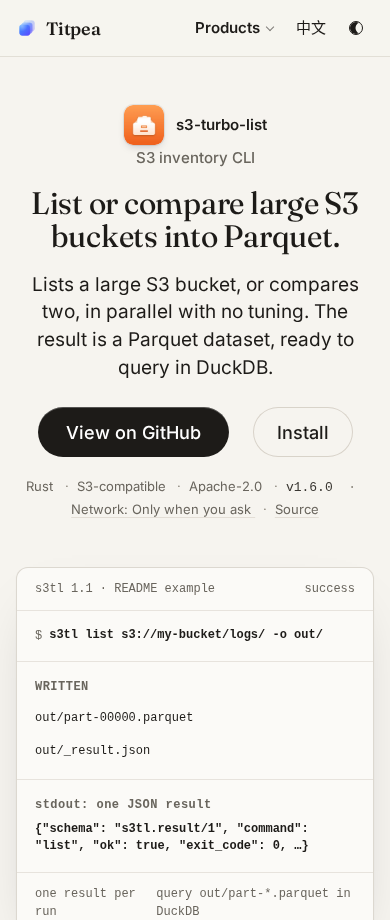 Titpea Products 中文
s3-turbo-list
S3 inventory CLI
List or compare large S3
buckets into Parquet.
Lists a large S3 bucket, or compares
two, in parallel with no tuning. The
result is a Parquet dataset, ready to
query in DuckDB.
View on GitHub Install
Rust · S3-compatible · Apache-2.0 · v1.6.0 ·
Network: Only when you ask · Source
s3tl 1.1 · README example success
$ s3tl list s3://my-bucket/logs/ -o out/
WRITTEN
out/part-00000.parquet
out/_result.json
stdout: one JSON result
{"schema": "s3tl.result/1", "command":
"list", "ok": true, "exit_code": 0, …}
one result per query out/part-*.parquet in
run DuckDB